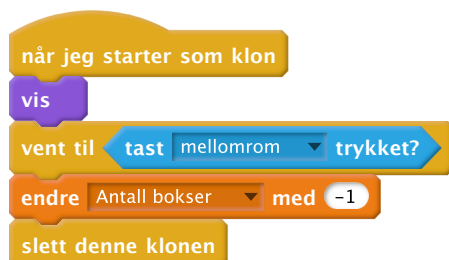 når jeg starter som klon
vis
vent til tast mellomrom trykket?
endre Antall bokser med -1
slett denne klonen